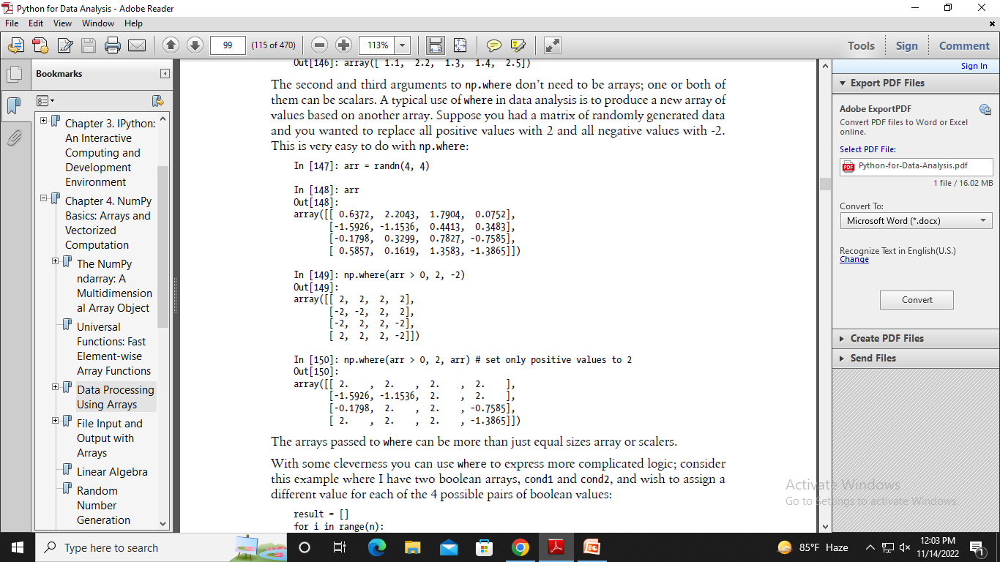 Python for Data Analysis - Adobe Reader
File Edit View Window Help
99 (115 of 470) 113% Tools Sign Comment
Sign In
Bookmarks
Chapter 3. IPython:
An Interactive
Computing and
Development
Environment
Chapter 4. NumPy
Basics: Arrays and
Vectorized
Computation
The NumPy
ndarray: A
Multidimension
al Array Object
Universal
Functions: Fast
Element-wise
Array Functions
Data Processing
Using Arrays
File Input and
Output with
Arrays
Linear Algebra
Random
Number
Generation
Out[146]: array([ 1.1, 2.2, 1.3, 1.4, 2.5])
The second and third arguments to np.where don’t need to be arrays; one or both of
them can be scalars. A typical use of where in data analysis is to produce a new array of
values based on another array. Suppose you had a matrix of randomly generated data
and you wanted to replace all positive values with 2 and all negative values with -2.
This is very easy to do with np.where:
In [147]: arr = randn(4, 4)
In [148]: arr
Out[148]:
array([[ 0.6372, 2.2043, 1.7904, 0.0752],
[-1.5926, -1.1536, 0.4413, 0.3483],
[-0.1798, 0.3299, 0.7827, -0.7585],
[ 0.5857, 0.1619, 1.3583, -1.3865]])
In [149]: np.where(arr > 0, 2, -2)
Out[149]:
array([[ 2, 2, 2, 2],
[-2, -2, 2, 2],
[-2, 2, 2, -2],
[ 2, 2, 2, -2]])
In [150]: np.where(arr > 0, 2, arr) # set only positive values to 2
Out[150]:
array([[ 2. , 2. , 2. , 2. ],
[-1.5926, -1.1536, 2. , 2. ],
[-0.1798, 2. , 2. , -0.7585],
[ 2. , 2. , 2. , -1.3865]])
The arrays passed to where can be more than just equal sizes array or scalers.
With some cleverness you can use where to express more complicated logic; consider
this example where I have two boolean arrays, cond1 and cond2, and wish to assign a
different value for each of the 4 possible pairs of boolean values:
result = []
for i in range(n):
Export PDF Files
Adobe ExportPDF
Convert PDF files to Word or Excel
online.
Select PDF File:
PDF Python-for-Data-Analysis.pdf
1 file / 16.02 MB
Convert To:
Microsoft Word (*.docx)
Recognize Text in English(U.S.)
Change
Convert
Create PDF Files
Send Files
Activate Windows
Go to Settings to activate Windows.
Type here to search
85°F Haze
12:03 PM
11/14/2022
1